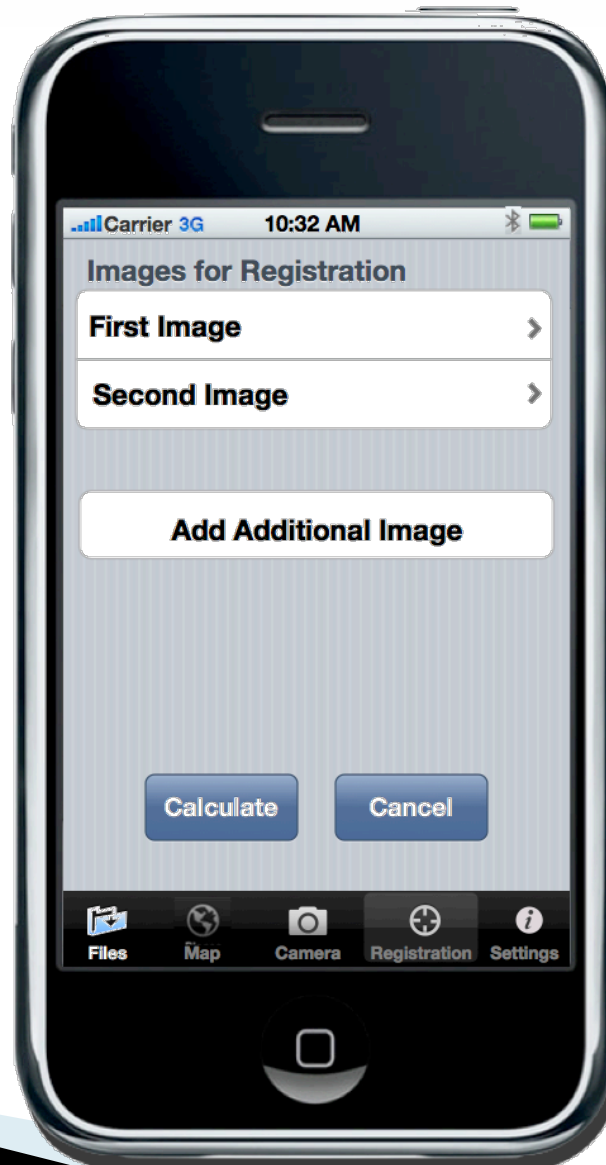 Carrier 3G 10:32 AM
Images for Registration
First Image
Second Image
Add Additional Image
Calculate Cancel
Files Map Camera Registration Settings